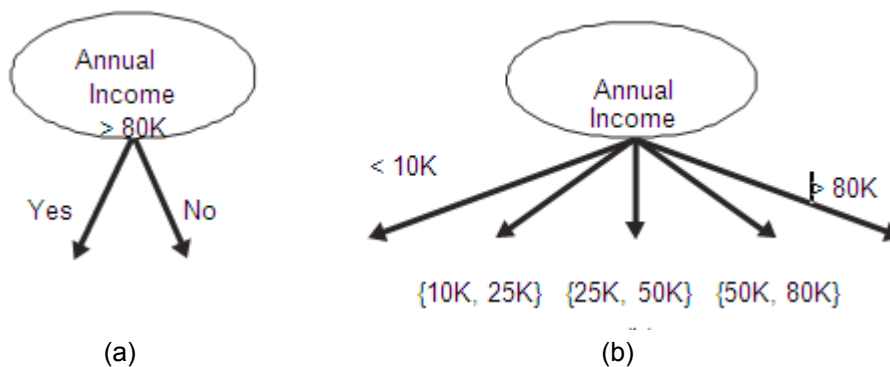 Annual
Income
> 80K
Yes
No
(a)
Annual
Income
< 10K
> 80K
{10K, 25K} {25K, 50K} {50K, 80K}
(b)